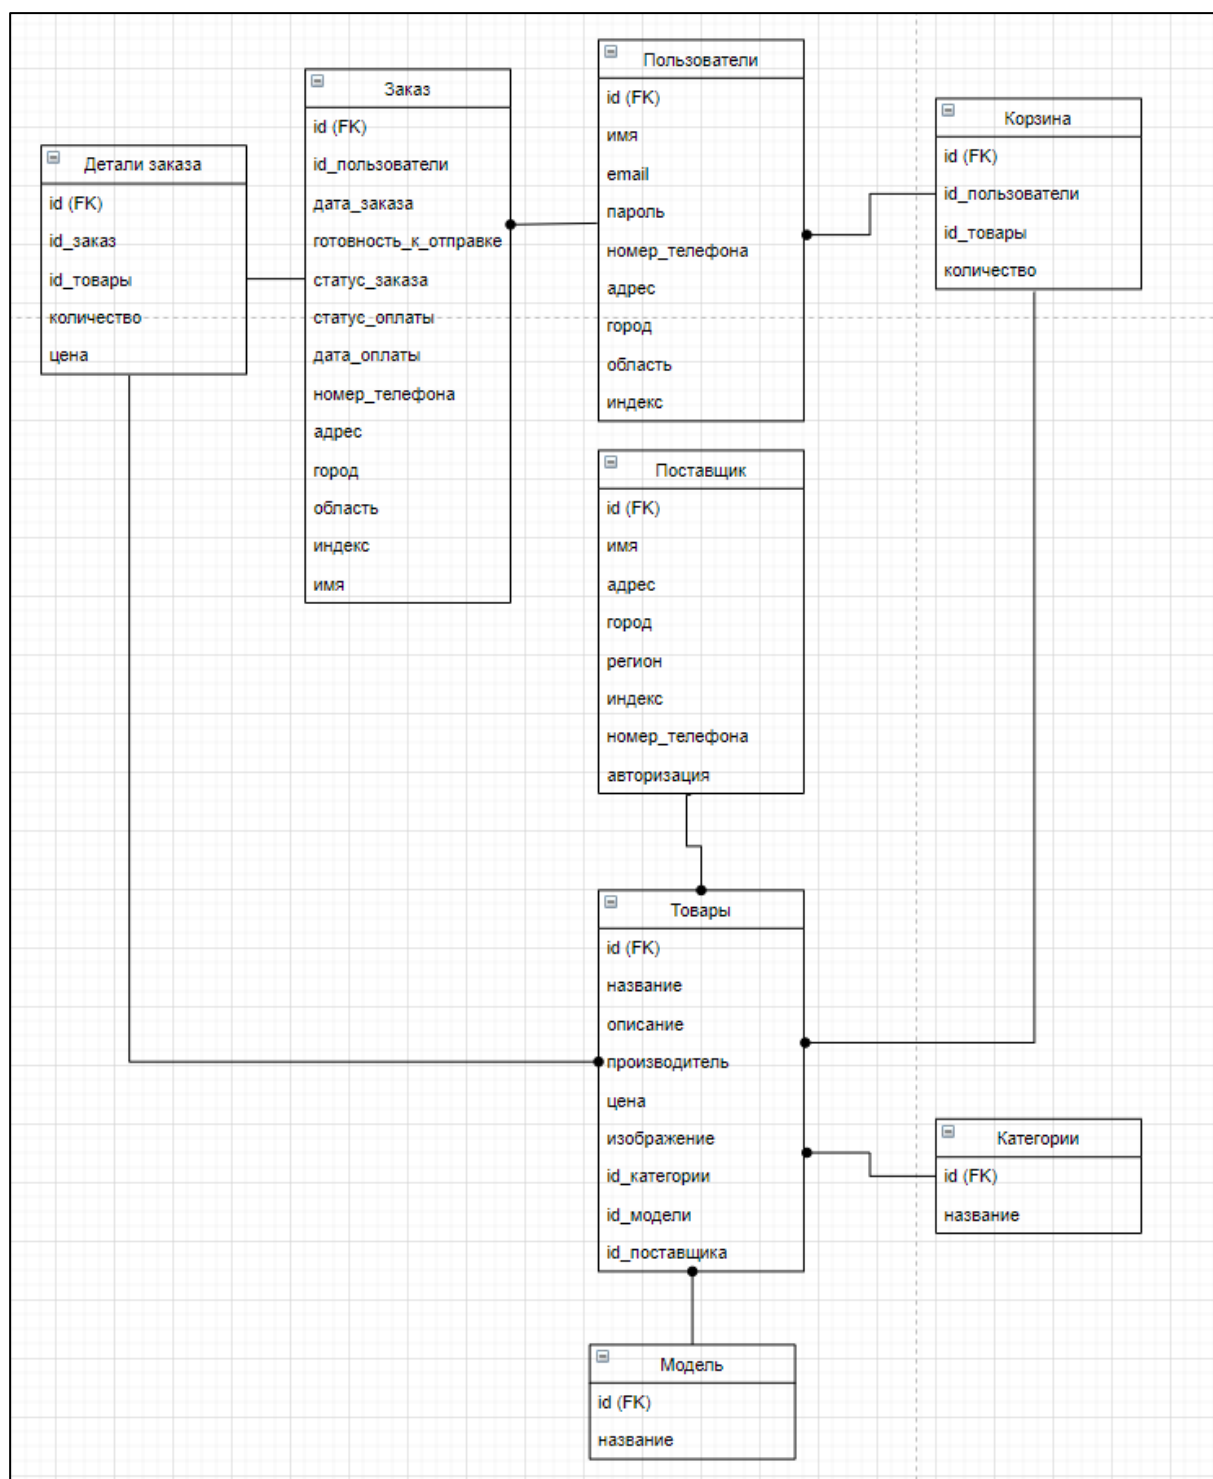 Детали заказа
id (FK)
id_заказ
id_товары
количество
цена
Заказ
id (FK)
id_пользователи
дата_заказа
готовность_к_отправке
статус_заказа
статус_оплаты
дата_оплаты
номер_телефона
адрес
город
область
индекс
имя
Пользователи
id (FK)
имя
email
пароль
номер_телефона
адрес
город
область
индекс
Корзина
id (FK)
id_пользователи
id_товары
количество
Поставщик
id (FK)
имя
адрес
город
регион
индекс
номер_телефона
авторизация
Товары
id (FK)
название
описание
производитель
цена
изображение
id_категории
id_модели
id_поставщика
Категории
id (FK)
название
Модель
id (FK)
название